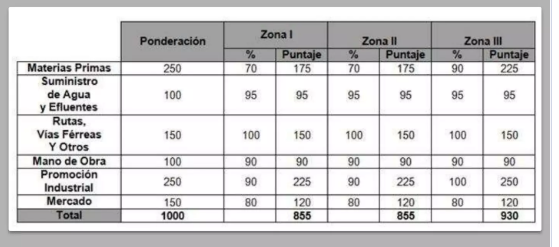 Ponderación Zona I Zona II Zona III
% Puntaje % Puntaje % Puntaje
Materias Primas 250 70 175 70 175 90 225
Suministro
de Agua 100 95 95 95 95 95 95
y Efluentes
Rutas,
Vías Férreas 150 100 150 100 150 100 150
Y Otros
Mano de Obra 100 90 90 90 90 90 90
Promoción
Industrial 250 90 225 90 225 100 250
Mercado 150 80 120 80 120 80 120
Total 1000 855 855 930